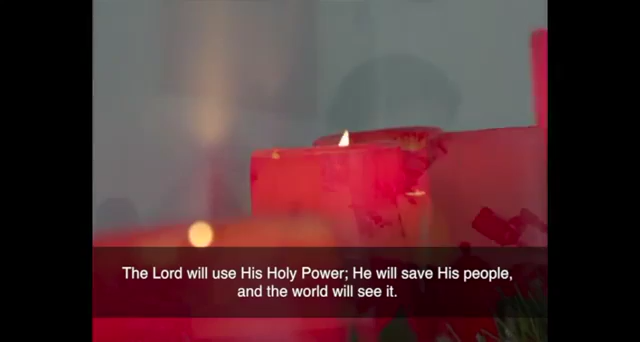 The Lord will use His Holy Power; He will save His people,
and the world will see it.